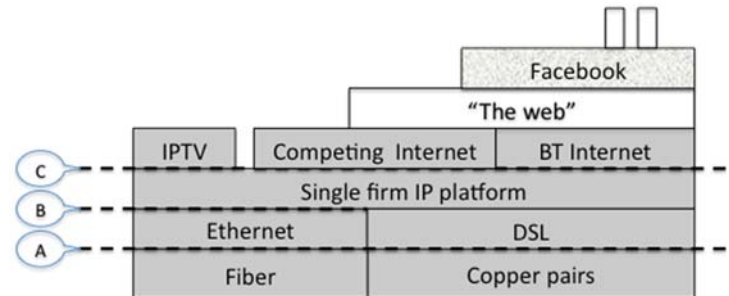 Facebook
“The web”
IPTV Competing Internet BT Internet
C
Single firm IP platform
B
Ethernet DSL
A
Fiber Copper pairs